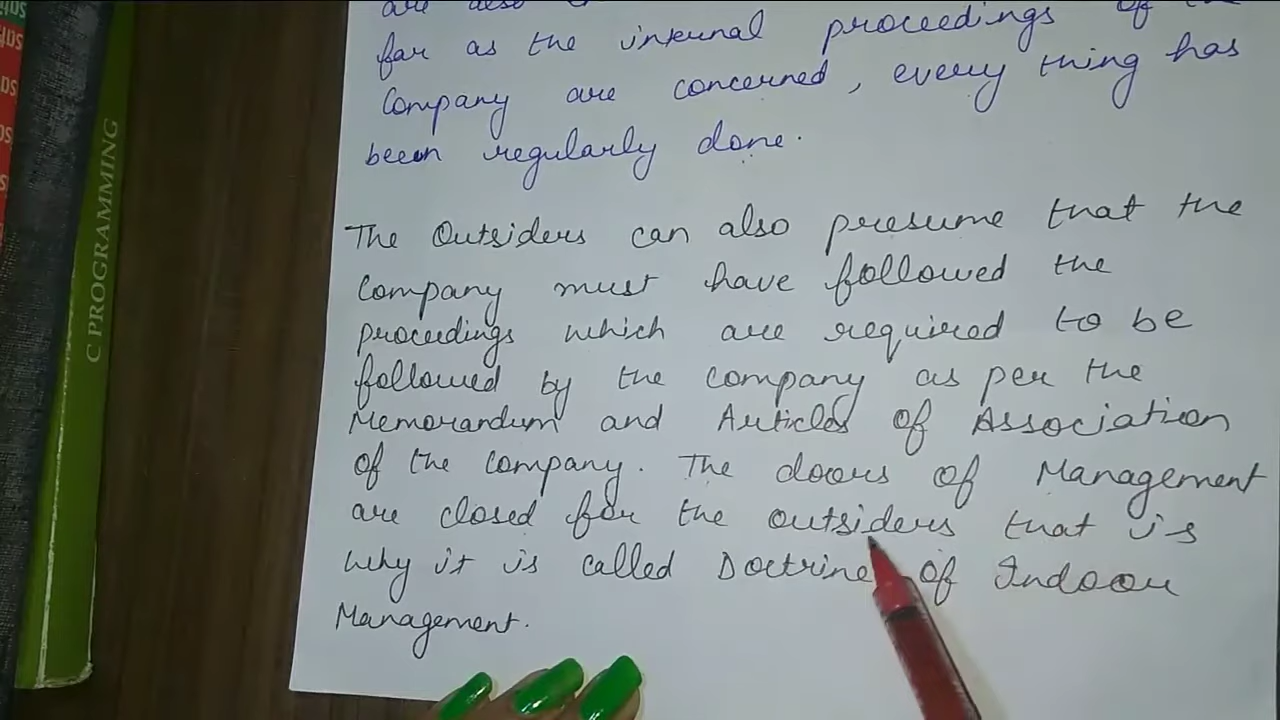 are also
far as the internal proceedings of the
Company are concerned, every thing has
been regularly done.
The Outsiders can also presume that the
Company must have followed the
proceedings which are required to be
followed by the company as per the
Memorandum and Articles of Association
of the company. The doors of Management
are closed for the outsiders that is
why it is called Doctrine of Indoor
Management.
C PROGRAMMING